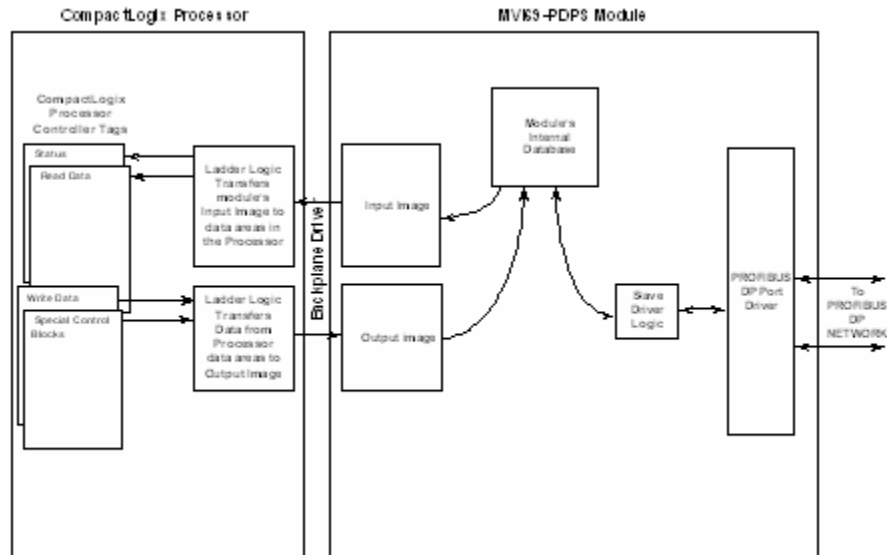 CompactLogix Processor
MVI69-PDPS Module
CompactLogix
Processor
Controller Tags
Status
Read Data
Write Data
Special Control
Blocks
Ladder Logic
Transfers
module's
Input Image to
data areas in
the Processor
Ladder Logic
Transfers
Data from
Processor
data areas to
Output Image
Backplane Driver
Input Image
Output image
Module's
Internal
Database
Slave
Driver
Logic
PROFIBUS
DP Port
Driver
To
PROFIBUS
DP
NETWORK